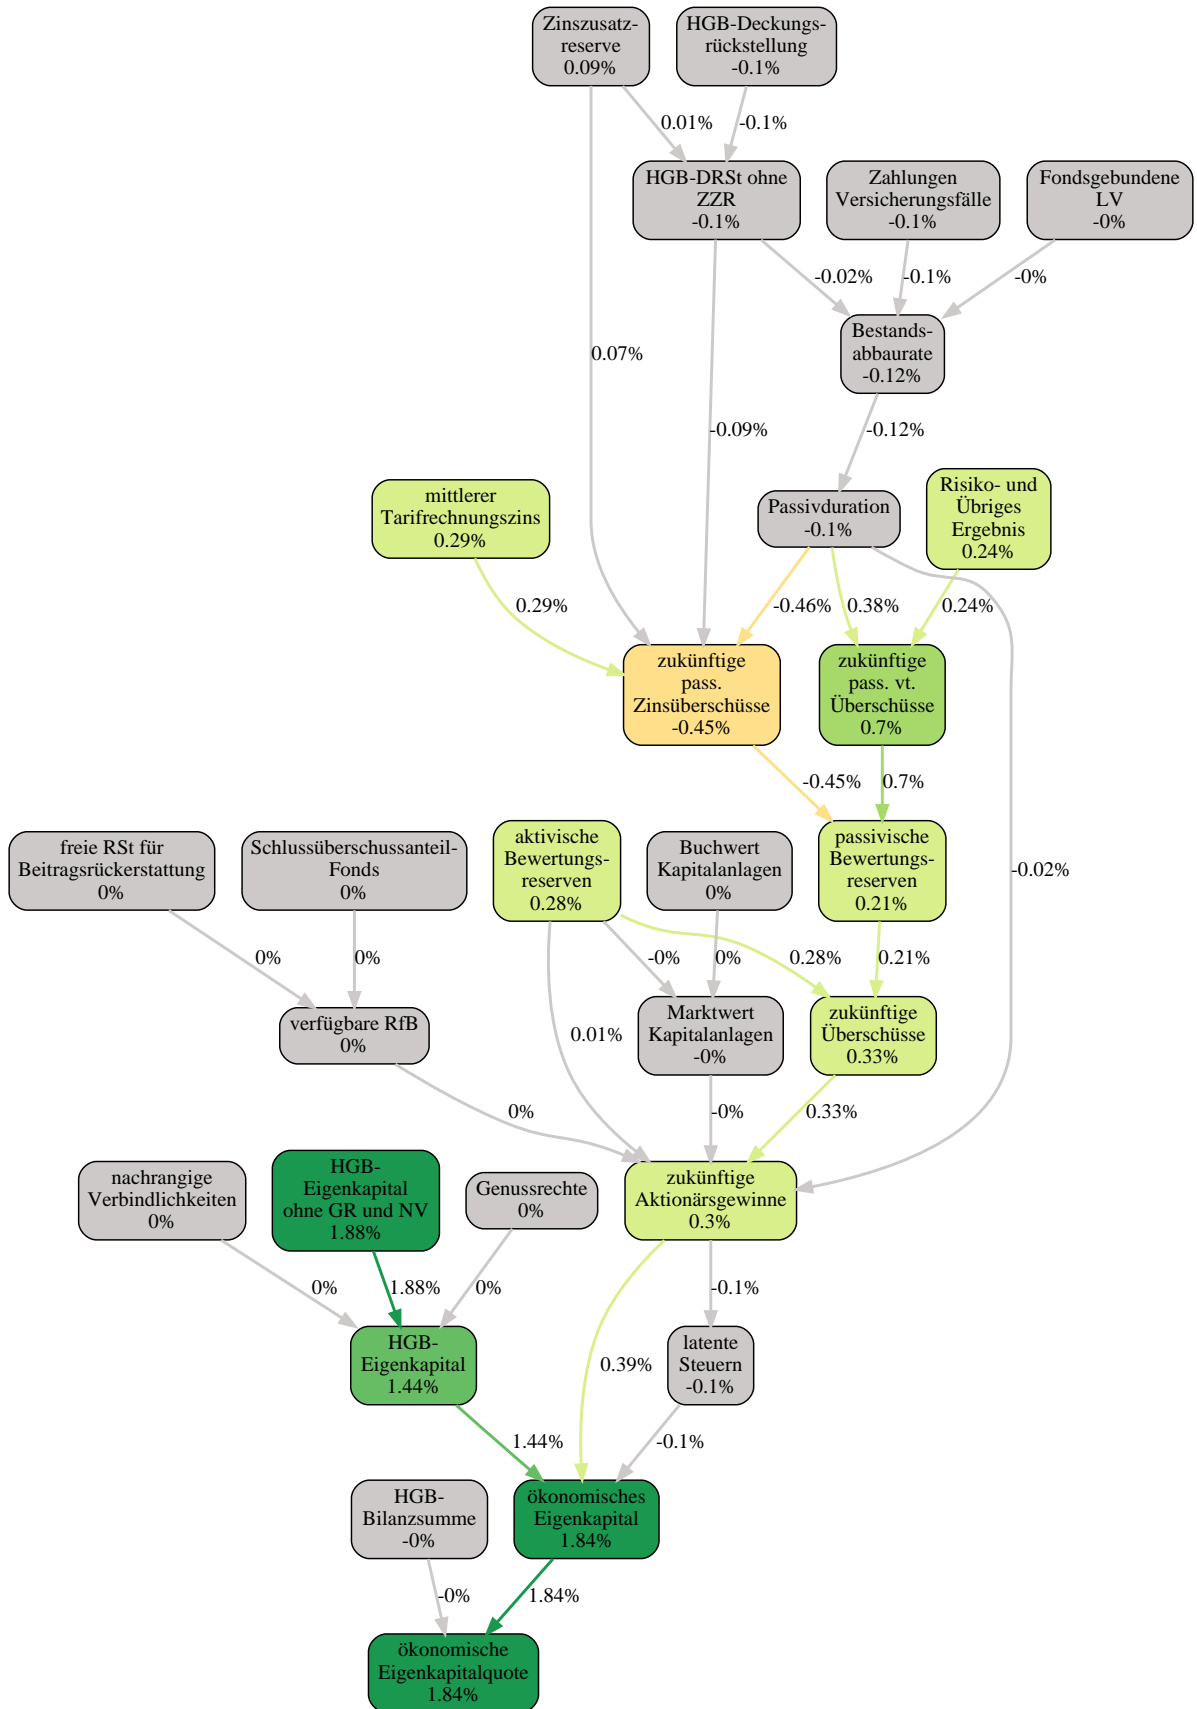 Zinszusatz-
reserve
0.09%
HGB-Deckungs-
rückstellung
-0.1%
0.01%
-0.1%
HGB-DRSt ohne
ZZR
-0.1%
Zahlungen
Versicherungsfälle
-0.1%
Fondsgebundene
LV
-0%
-0.02%
-0.1%
-0%
Bestands-
abbaurate
-0.12%
0.07%
-0.09%
-0.12%
mittlerer
Tarifrechnungszins
0.29%
Passivduration
-0.1%
Risiko- und
Übriges
Ergebnis
0.24%
0.29%
-0.46%
0.38%
0.24%
zukünftige
pass.
Zinsüberschüsse
-0.45%
zukünftige
pass. vt.
Überschüsse
0.7%
-0.45%
0.7%
freie RSt für
Beitragsrückerstattung
0%
Schlussüberschussanteil-
Fonds
0%
aktivische
Bewertungs-
reserven
0.28%
Buchwert
Kapitalanlagen
0%
passivische
Bewertungs-
reserven
0.21%
-0.02%
0%
0%
-0%
0%
0.28%
0.21%
verfügbare RfB
0%
0.01%
Marktwert
Kapitalanlagen
-0%
zukünftige
Überschüsse
0.33%
0%
-0%
0.33%
nachrangige
Verbindlichkeiten
0%
HGB-
Eigenkapital
ohne GR und NV
1.88%
Genussrechte
0%
zukünftige
Aktionärsgewinne
0.3%
0%
1.88%
0%
-0.1%
HGB-
Eigenkapital
1.44%
0.39%
latente
Steuern
-0.1%
1.44%
-0.1%
HGB-
Bilanzsumme
-0%
ökonomisches
Eigenkapital
1.84%
-0%
1.84%
ökonomische
Eigenkapitalquote
1.84%